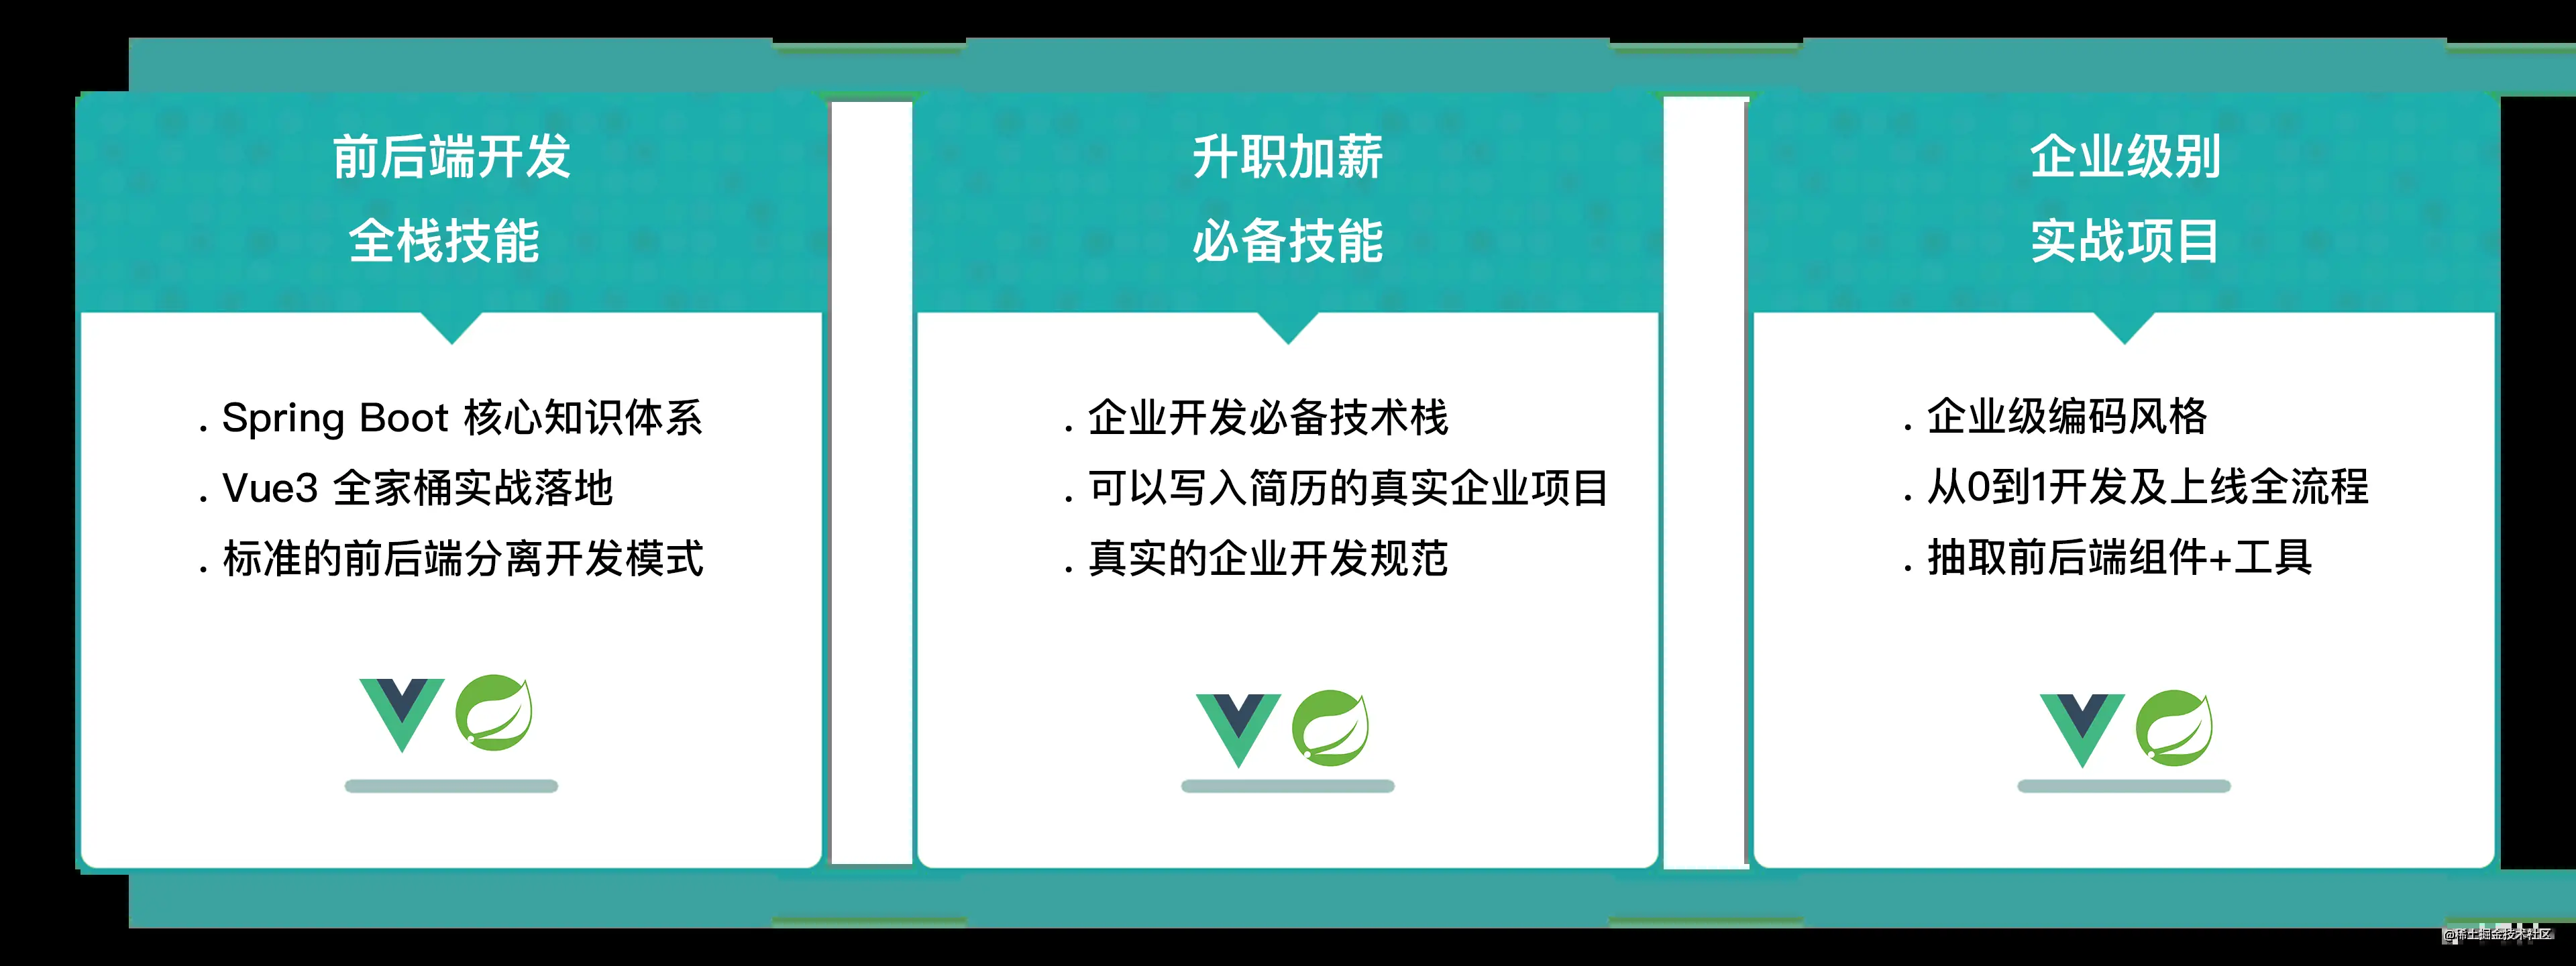 前后端开发
全栈技能
. Spring Boot 核心知识体系
. Vue3 全家桶实战落地
. 标准的前后端分离开发模式
升职加薪
必备技能
. 企业开发必备技术栈
. 可以写入简历的真实企业项目
. 真实的企业开发规范
企业级别
实战项目
. 企业级编码风格
. 从0到1开发及上线全流程
. 抽取前后端组件+工具
@稀土掘金技术社区